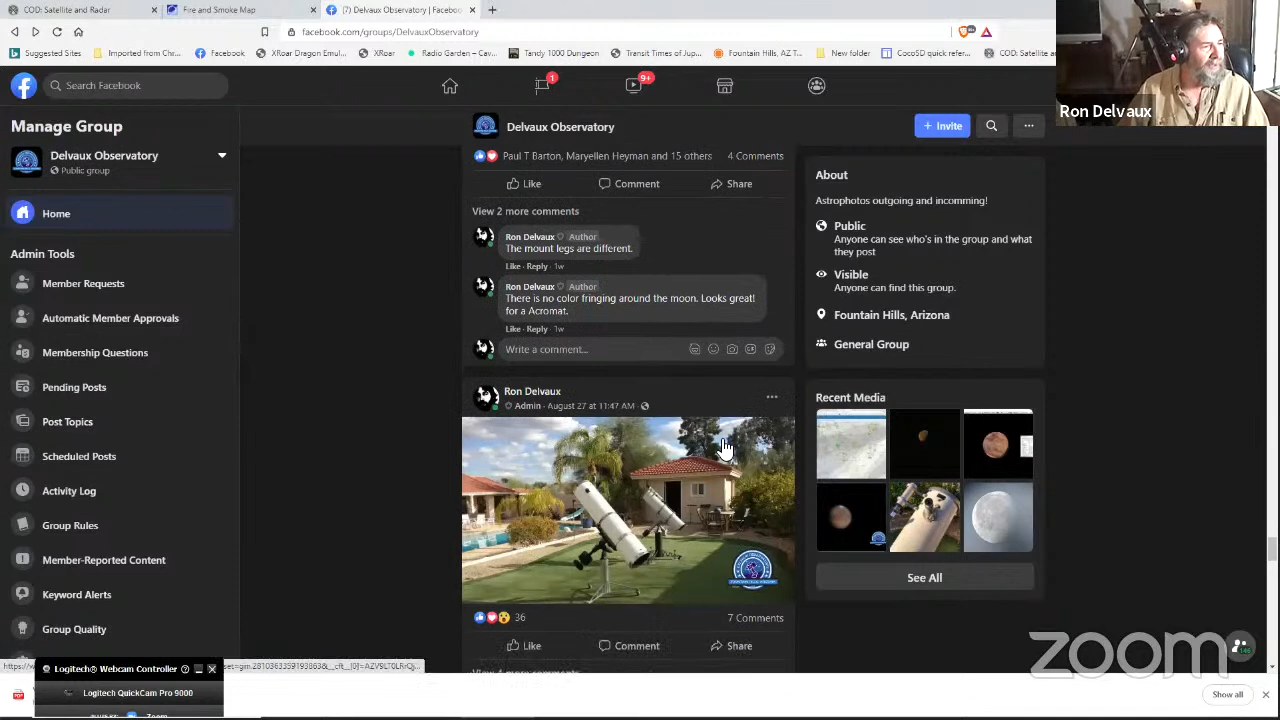 COD: Satellite and Radar
Fire and Smoke Map
(7) Delvaux Observatory | Faceboo
facebook.com/groups/DelvauxObservatory
Suggested Sites
Imported from Chr...
Facebook
XRoar Dragon Emul...
XRoar
Radio Garden – Cav...
Tandy 1000 Dungeon
Transit Times of Jup...
Fountain Hills, AZ T...
New folder
CocoSD quick refer...
COD: Satellite an
Ron Delvaux
Search Facebook
1
9+
Manage Group
Delvaux Observatory
Public group
Home
Admin Tools
Member Requests
Automatic Member Approvals
Membership Questions
Pending Posts
Post Topics
Scheduled Posts
Activity Log
Group Rules
Member-Reported Content
Keyword Alerts
Group Quality
Delvaux Observatory
+ Invite
Paul T Barton, Maryellen Heyman and 15 others 4 Comments
Like Comment Share
View 2 more comments
Ron Delvaux Author
The mount legs are different.
Like · Reply · 1w
Ron Delvaux Author
There is no color fringing around the moon. Looks great!
for a Acromat.
Like · Reply · 1w
Write a comment...
Ron Delvaux
Admin · August 27 at 11:47 AM ·
36 7 Comments
Like Comment Share
About
Astrophotos outgoing and incomming!
Public
Anyone can see who's in the group and what
they post
Visible
Anyone can find this group.
Fountain Hills, Arizona
General Group
Recent Media
See All
zoom
146
Logitech® Webcam Controller
Logitech QuickCam Pro 9000
Zoom
Show all